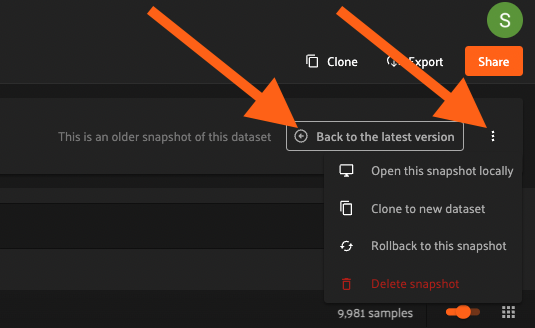 S
Clone Export Share
This is an older snapshot of this dataset Back to the latest version
Open this snapshot locally
Clone to new dataset
Rollback to this snapshot
Delete snapshot
9,981 samples